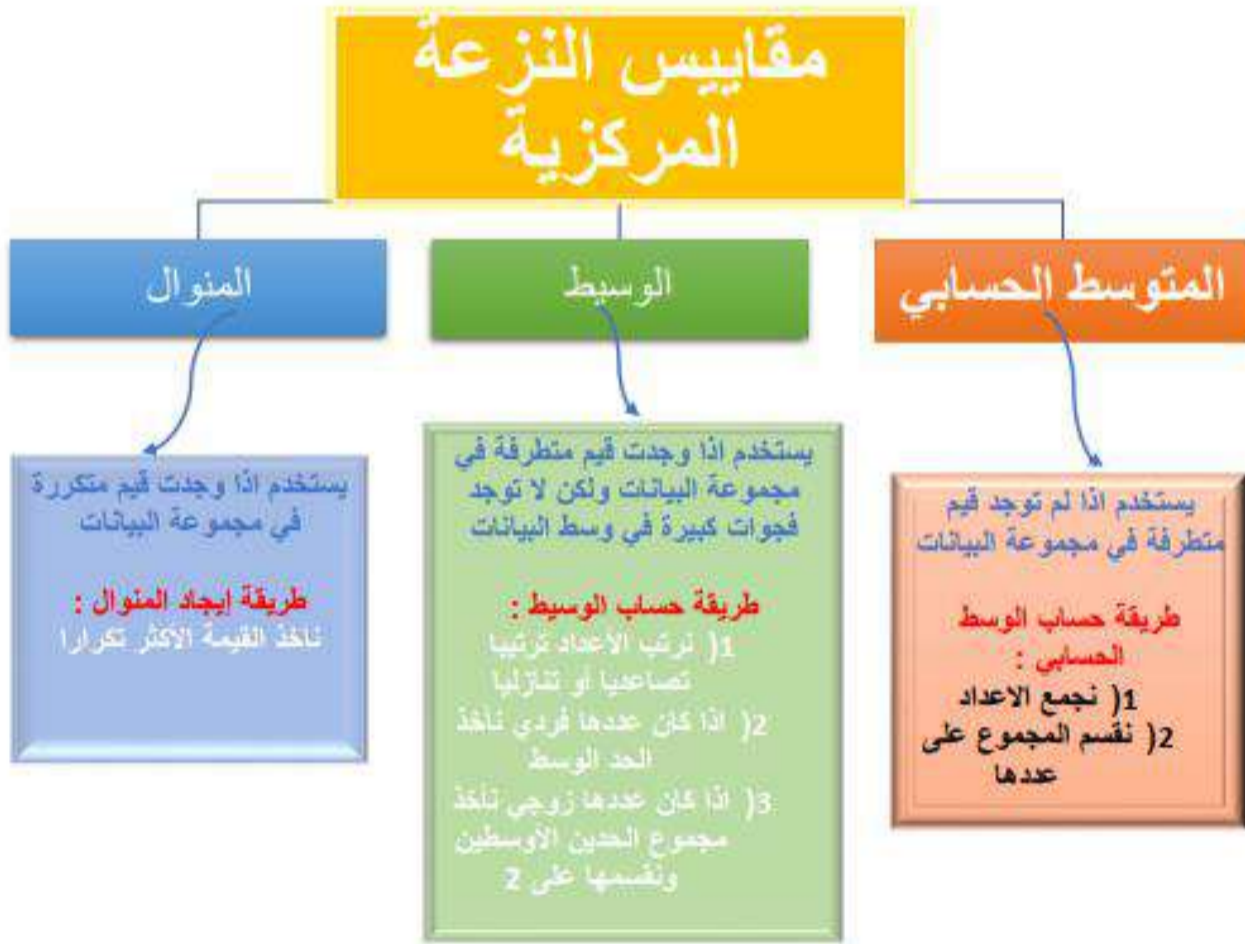 مقاييس النزعة
المركزية
المتوسط الحسابي
الوسيط
المنوال
يستخدم اذا لم توجد قيم
متطرفة في مجموعة البيانات
طريقة حساب الوسط
الحسابي :
1) نجمع الاعداد
2) نقسم المجموع على
عددها
يستخدم اذا وجدت قيم متطرفة في
مجموعة البيانات ولكن لا توجد
فجوات كبيرة في وسط البيانات
طريقة حساب الوسيط :
1) نرتب الأعداد ترتيبا
تصاعديا أو تنازليا
2) اذا كان عددها فردي نأخذ
الحد الوسط
3) اذا كان عددها زوجي نأخذ
مجموع الحدين الأوسطين
ونقسمها على 2
يستخدم اذا وجدت قيم متكررة
في مجموعة البيانات
طريقة إيجاد المنوال :
ناخذ القيمة الاكثر تكرارا